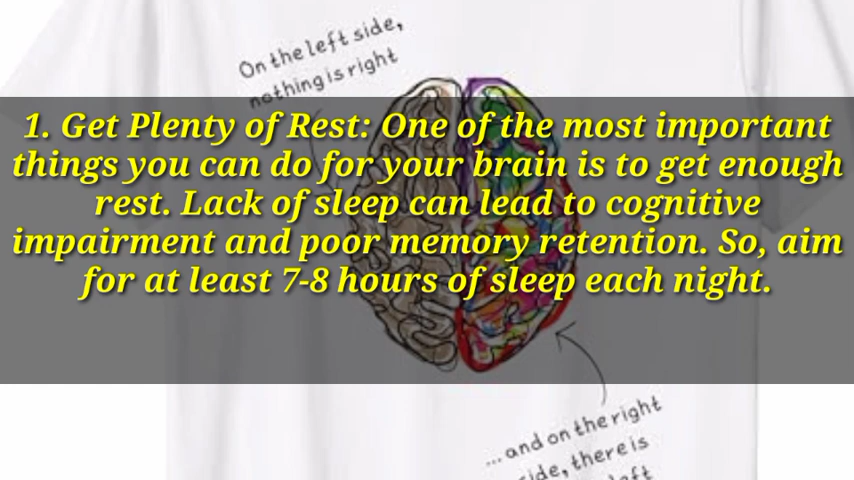 On the left side,
nothing is right
1. Get Plenty of Rest: One of the most important
things you can do for your brain is to get enough
rest. Lack of sleep can lead to cognitive
impairment and poor memory retention. So, aim
for at least 7-8 hours of sleep each night.
... and on the right
side, there is
left